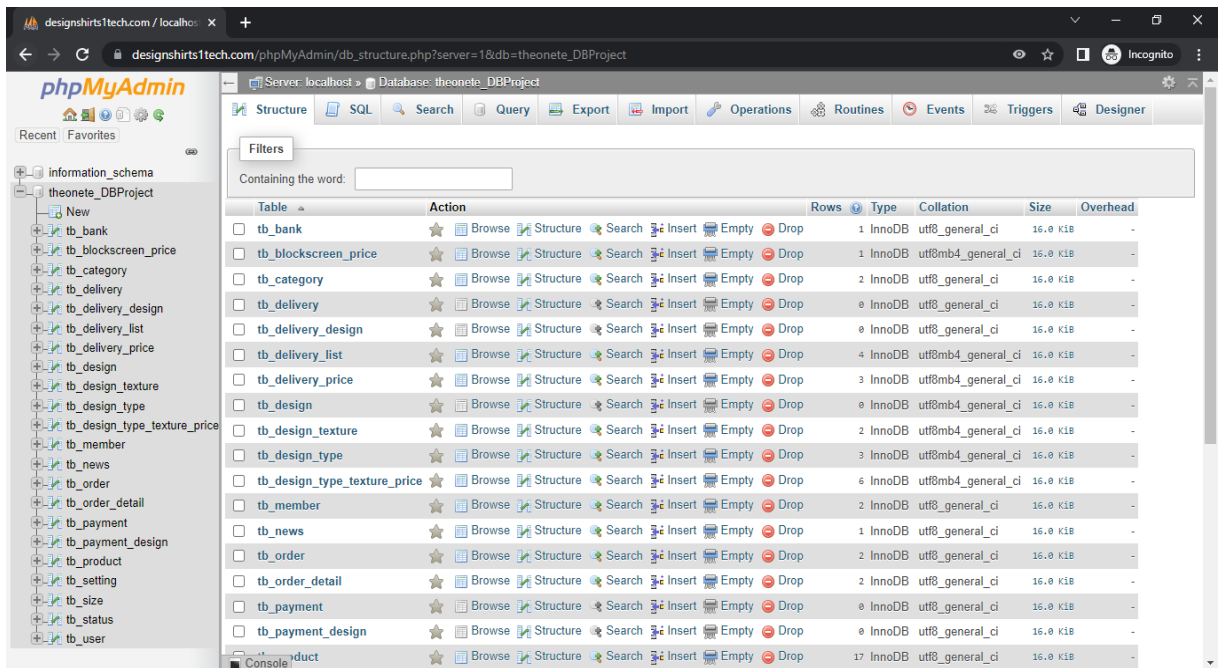 designshirts1tech.com / localhos
designshirts1tech.com/phpMyAdmin/db_structure.php?server=1&db=theonete_DBProject
Incognito
phpMyAdmin
Recent Favorites
information_schema
theonete_DBProject
New
tb_bank
tb_blockscreen_price
tb_category
tb_delivery
tb_delivery_design
tb_delivery_list
tb_delivery_price
tb_design
tb_design_texture
tb_design_type
tb_design_type_texture_price
tb_member
tb_news
tb_order
tb_order_detail
tb_payment
tb_payment_design
tb_product
tb_setting
tb_size
tb_status
tb_user
Server: localhost » Database: theonete_DBProject
Structure SQL Search Query Export Import Operations Routines Events Triggers Designer
Filters
Containing the word:
Table Action Rows Type Collation Size Overhead
tb_bank Browse Structure Search Insert Empty Drop 1 InnoDB utf8_general_ci 16.0 KiB -
tb_blockscreen_price Browse Structure Search Insert Empty Drop 1 InnoDB utf8mb4_general_ci 16.0 KiB -
tb_category Browse Structure Search Insert Empty Drop 2 InnoDB utf8_general_ci 16.0 KiB -
tb_delivery Browse Structure Search Insert Empty Drop 0 InnoDB utf8_general_ci 16.0 KiB -
tb_delivery_design Browse Structure Search Insert Empty Drop 0 InnoDB utf8_general_ci 16.0 KiB -
tb_delivery_list Browse Structure Search Insert Empty Drop 4 InnoDB utf8mb4_general_ci 16.0 KiB -
tb_delivery_price Browse Structure Search Insert Empty Drop 3 InnoDB utf8mb4_general_ci 16.0 KiB -
tb_design Browse Structure Search Insert Empty Drop 0 InnoDB utf8mb4_general_ci 16.0 KiB -
tb_design_texture Browse Structure Search Insert Empty Drop 2 InnoDB utf8mb4_general_ci 16.0 KiB -
tb_design_type Browse Structure Search Insert Empty Drop 3 InnoDB utf8mb4_general_ci 16.0 KiB -
tb_design_type_texture_price Browse Structure Search Insert Empty Drop 6 InnoDB utf8mb4_general_ci 16.0 KiB -
tb_member Browse Structure Search Insert Empty Drop 2 InnoDB utf8_general_ci 16.0 KiB -
tb_news Browse Structure Search Insert Empty Drop 1 InnoDB utf8_general_ci 16.0 KiB -
tb_order Browse Structure Search Insert Empty Drop 2 InnoDB utf8_general_ci 16.0 KiB -
tb_order_detail Browse Structure Search Insert Empty Drop 2 InnoDB utf8_general_ci 16.0 KiB -
tb_payment Browse Structure Search Insert Empty Drop 0 InnoDB utf8_general_ci 16.0 KiB -
tb_payment_design Browse Structure Search Insert Empty Drop 0 InnoDB utf8_general_ci 16.0 KiB -
Browse Structure Search Insert Empty Drop 17 InnoDB utf8_general_ci 16.0 KiB -
Console